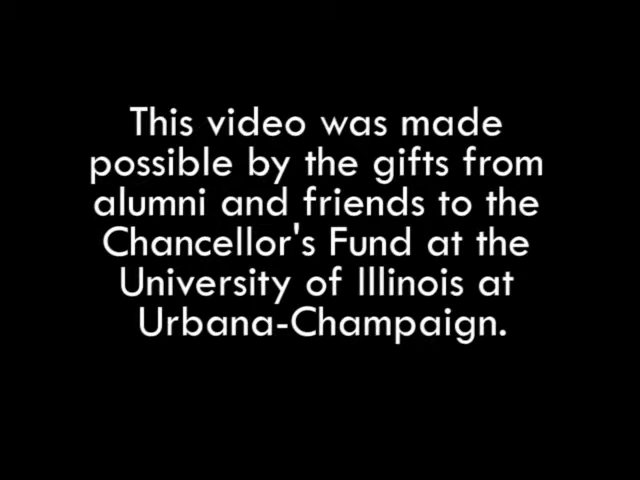 This video was made
possible by the gifts from
alumni and friends to the
Chancellor's Fund at the
University of Illinois at
Urbana-Champaign.